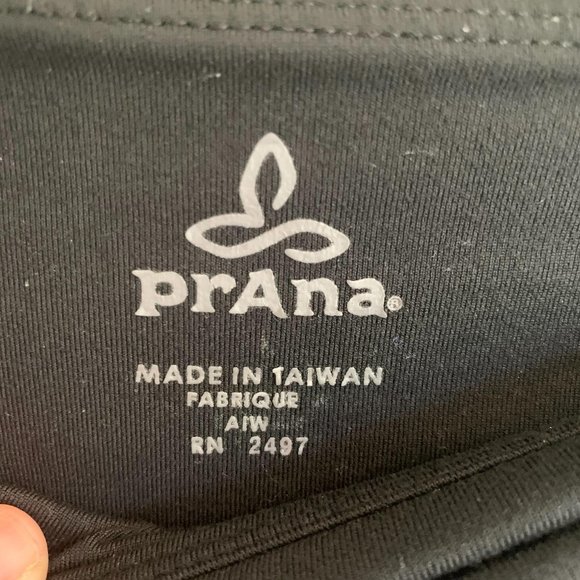 prAna®
MADE IN TAIWAN
FABRIQUE
AIW
RN 2497